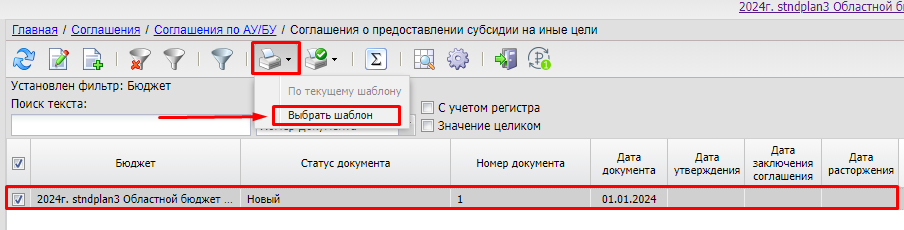 2024г. stndplan3 Областной б
Главная / Соглашения / Соглашения по АУ/БУ / Соглашения о предоставлении субсидии на иные цели
Установлен фильтр: Бюджет
По текущему шаблону
Поиск текста:
С учетом регистра
Выбрать шаблон
Значение целиком
Бюджет Статус документа Номер документа Дата документа Дата утверждения Дата заключения соглашения Дата расторжения
2024г. stndplan3 Областной бюджет ... Новый 1 01.01.2024